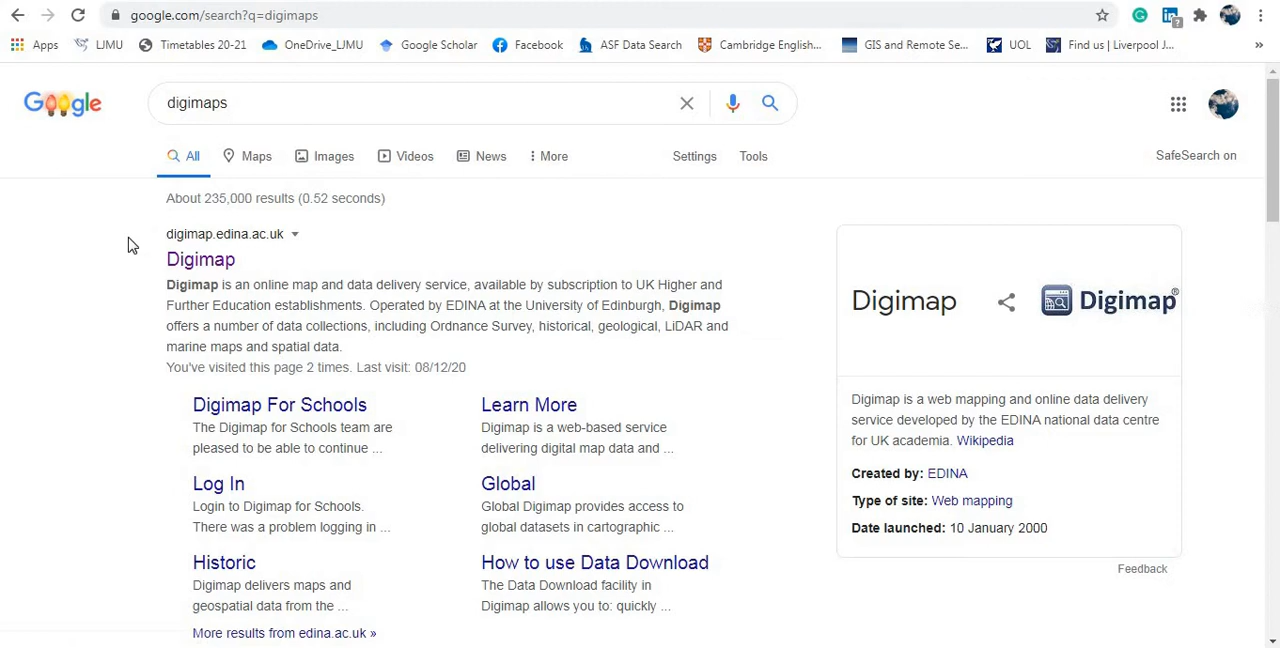 google.com/search?q=digimaps
Apps LJMU Timetables 20-21 OneDrive_LJMU Google Scholar Facebook ASF Data Search Cambridge English... GIS and Remote Se... UOL Find us | Liverpool J... »
Google digimaps
All Maps Images Videos News More Settings Tools SafeSearch on
About 235,000 results (0.52 seconds)
digimap.edina.ac.uk
Digimap
Digimap is an online map and data delivery service, available by subscription to UK Higher and
Further Education establishments. Operated by EDINA at the University of Edinburgh, Digimap
offers a number of data collections, including Ordnance Survey, historical, geological, LiDAR and
marine maps and spatial data.
You've visited this page 2 times. Last visit: 08/12/20
Digimap For Schools
The Digimap for Schools team are
pleased to be able to continue ...
Learn More
Digimap is a web-based service
delivering digital map data and ...
Log In
Login to Digimap for Schools.
There was a problem logging in ...
Global
Global Digimap provides access to
global datasets in cartographic ...
Historic
Digimap delivers maps and
geospatial data from the ...
How to use Data Download
The Data Download facility in
Digimap allows you to: quickly ...
More results from edina.ac.uk »
Digimap Digimap®
Digimap is a web mapping and online data delivery
service developed by the EDINA national data centre
for UK academia. Wikipedia
Created by: EDINA
Type of site: Web mapping
Date launched: 10 January 2000
Feedback